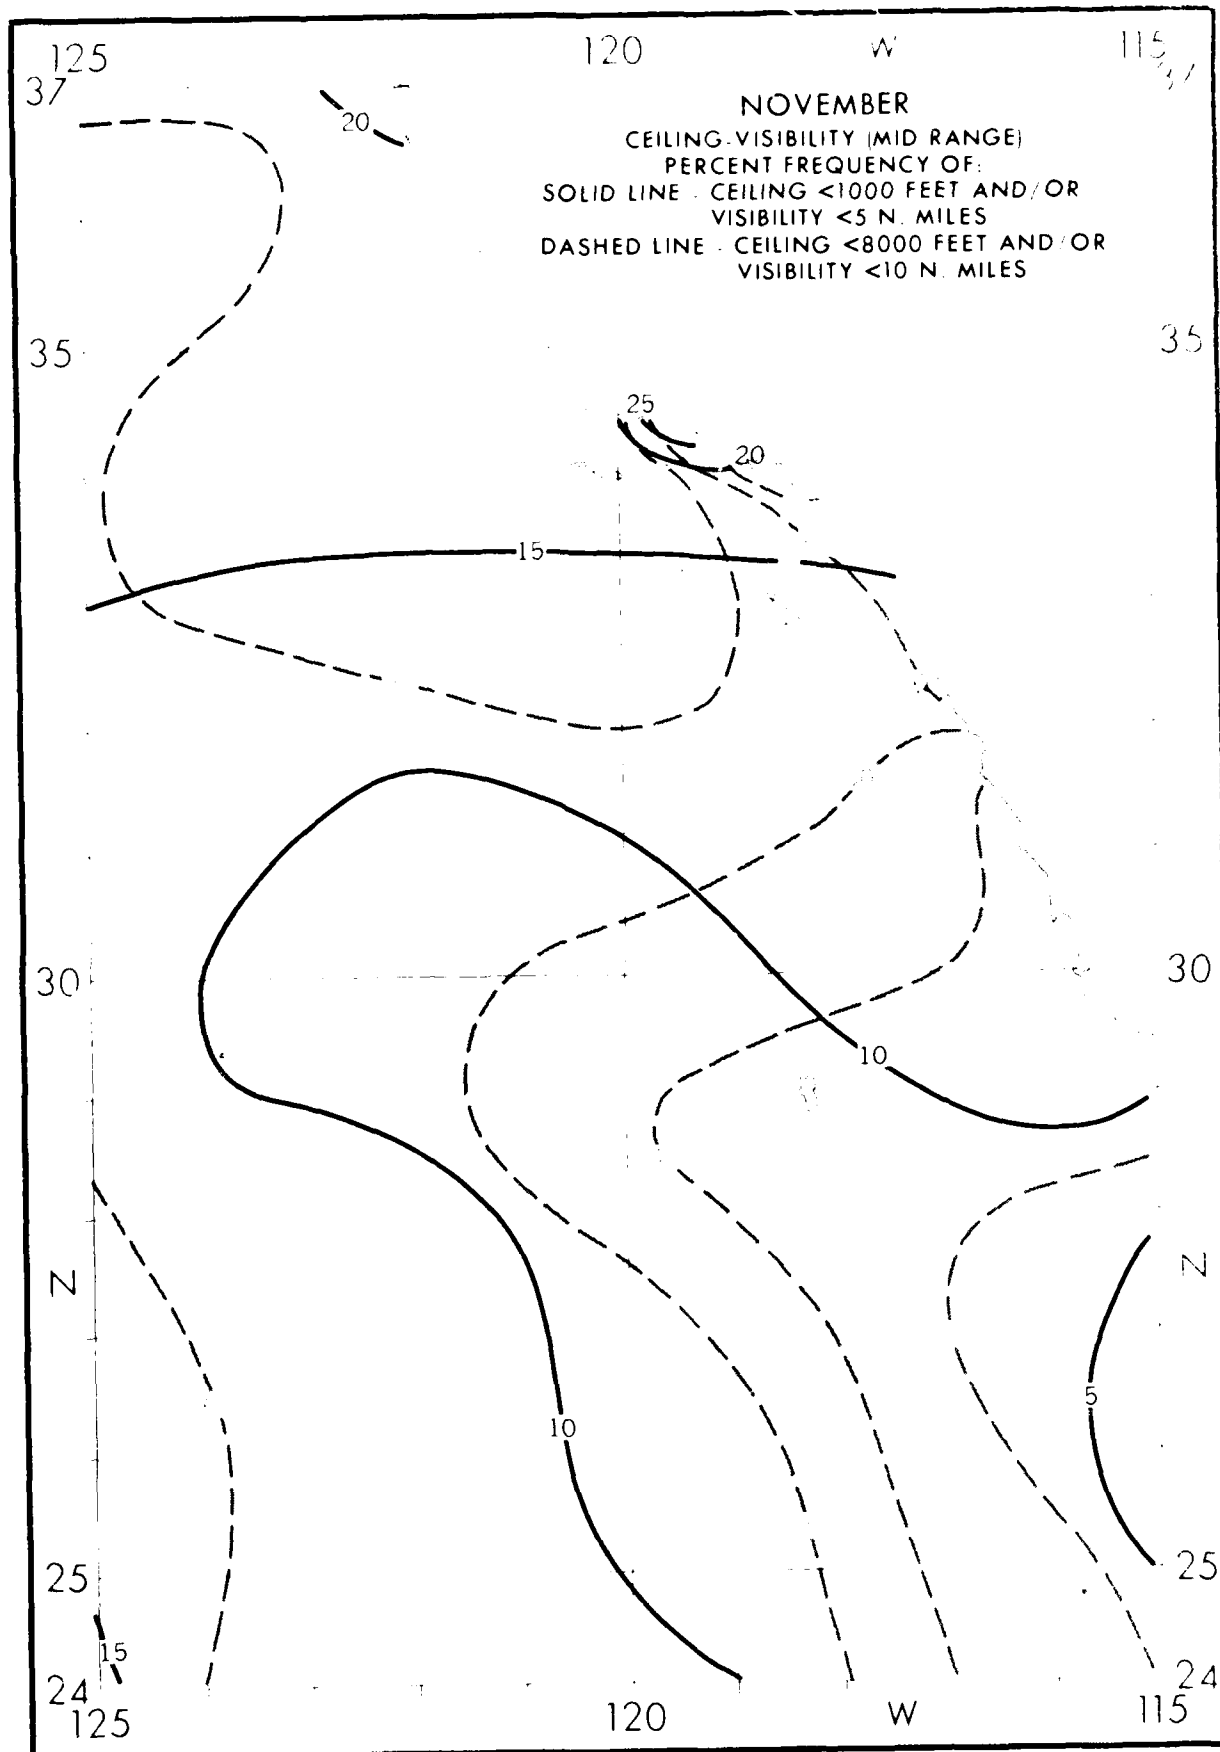 125 120 W 115
37 37
20
NOVEMBER
CEILING-VISIBILITY (MID RANGE)
PERCENT FREQUENCY OF:
SOLID LINE - CEILING <1000 FEET AND/OR
VISIBILITY <5 N. MILES
DASHED LINE - CEILING <8000 FEET AND/OR
VISIBILITY <10 N. MILES
35 35
25
20
15
30 30
10
N N
5
10
25 25
15
24 24
125 120 W 115